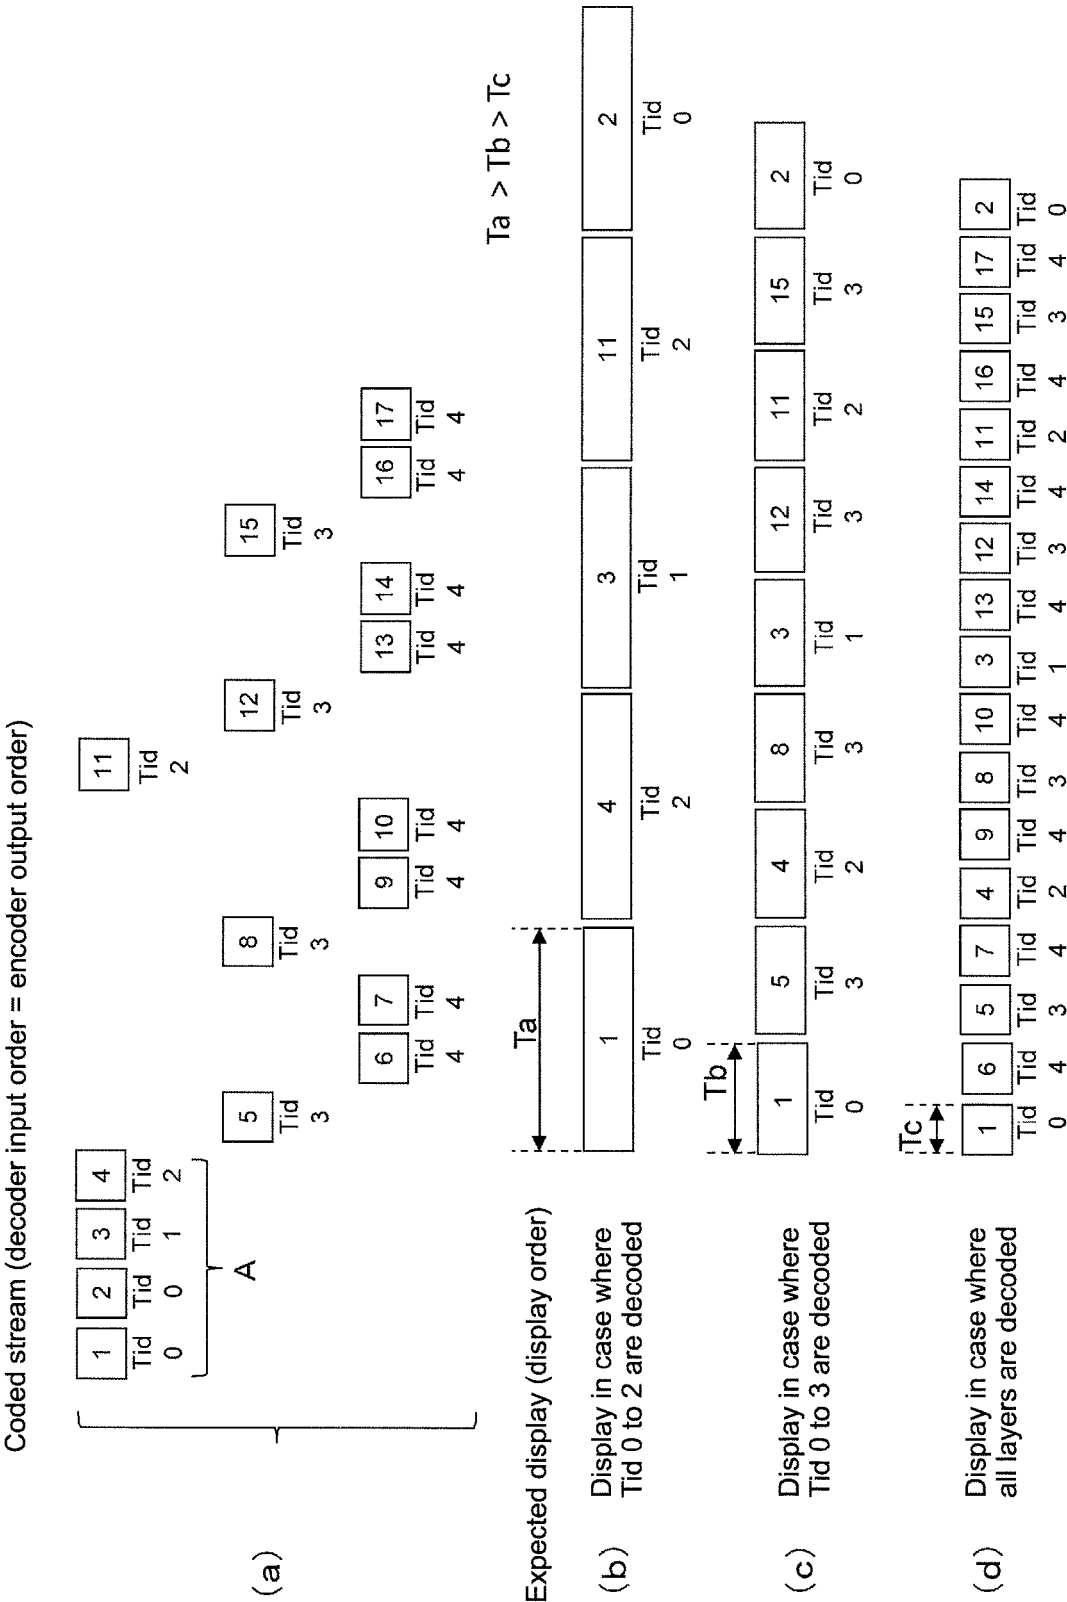 Coded stream (decoder input order = encoder output order)
(a)
1 2 3 4 11
Tid Tid Tid Tid Tid
0 0 1 2 2
A
5 8 12 15
Tid Tid Tid Tid
3 3 3 3
6 7 9 10 13 14 16 17
Tid Tid Tid Tid Tid Tid Tid Tid
4 4 4 4 4 4 4 4
Expected display (display order)
Ta > Tb > Tc
Ta
(b)
Display in case where
Tid 0 to 2 are decoded
1 4 3 11 2
Tid Tid Tid Tid Tid
0 2 1 2 0
Tb
(c)
Display in case where
Tid 0 to 3 are decoded
1 5 4 8 3 12 11 15 2
Tid Tid Tid Tid Tid Tid Tid Tid Tid
0 3 2 3 1 3 2 3 0
Tc
(d)
Display in case where
all layers are decoded
1 6 5 7 4 9 8 10 3 13 12 14 11 16 15 17 2
Tid Tid Tid Tid Tid Tid Tid Tid Tid Tid Tid Tid Tid Tid Tid Tid Tid
0 4 3 4 2 4 3 4 1 4 3 4 2 4 3 4 0